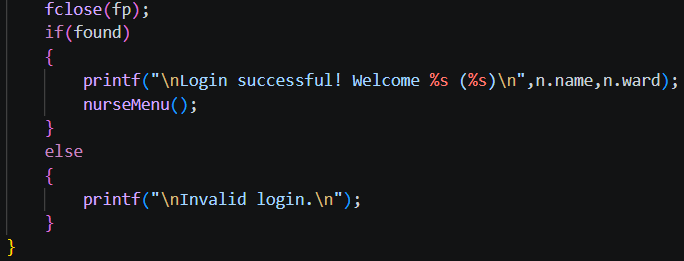 fclose(fp);
if(found)
{
printf("\nLogin successful! Welcome %s (%s)\n",n.name,n.ward);
nurseMenu();
}
else
{
printf("\nInvalid login.\n");
}
}